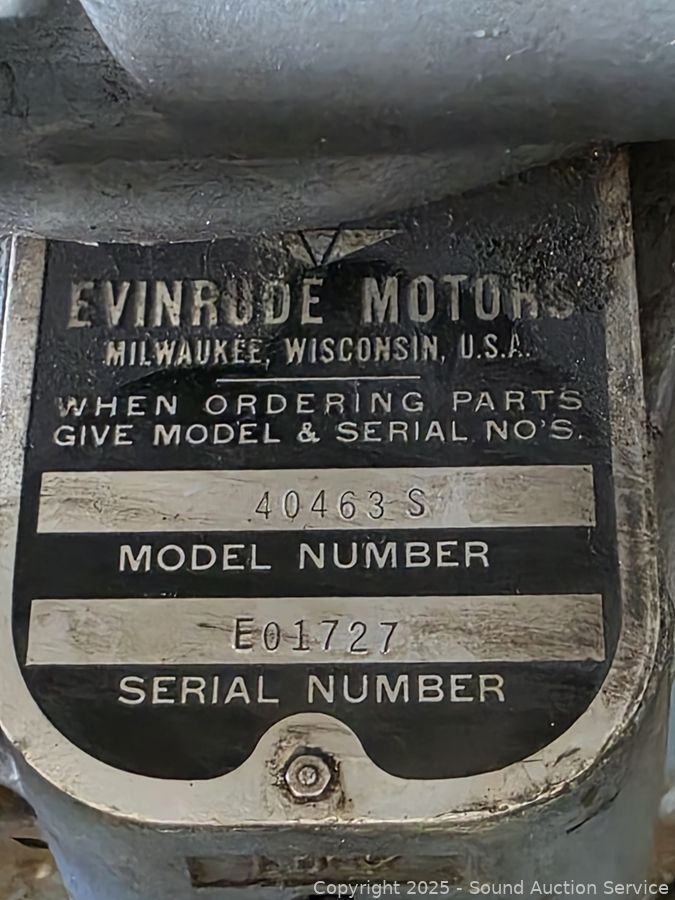 EVINRUDE MOTORS
MILWAUKEE, WISCONSIN, U.S.A.
WHEN ORDERING PARTS
GIVE MODEL & SERIAL NO'S.
40463 S
MODEL NUMBER
E01727
SERIAL NUMBER
Copyright 2025 - Sound Auction Service